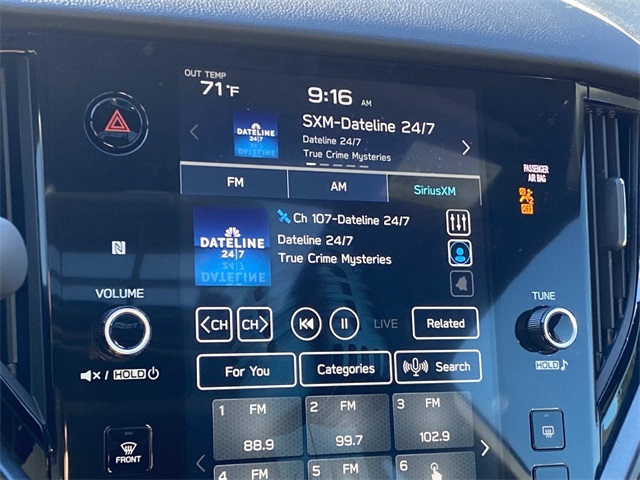 OUT TEMP
71°F
9:16 AM
DATELINE
24/7
SXM-Dateline 24/7
Dateline 24/7
True Crime Mysteries
FM
AM
SiriusXM
PASSENGER
AIR BAG
OFF
DATELINE
24|7
Ch 107-Dateline 24/7
Dateline 24/7
True Crime Mysteries
N
VOLUME
TUNE
<CH
CH>
LIVE
Related
HOLD
/ HOLD
For You
Categories
Search
1 FM
88.9
2 FM
99.7
3 FM
102.9
FRONT
4 FM
5 FM
6